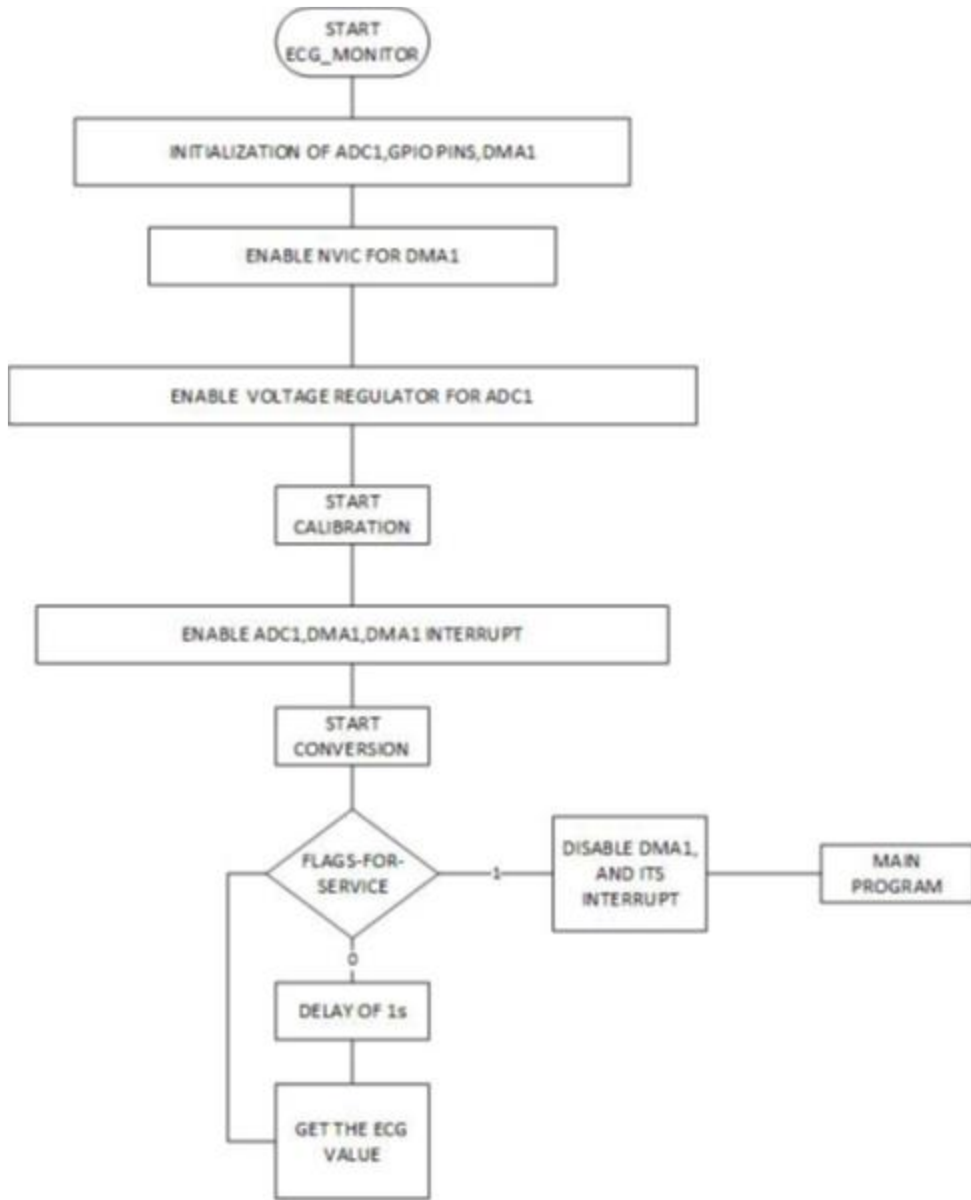 START
ECG_MONITOR
INITIALIZATION OF ADC1,GPIO PINS,DMA1
ENABLE NVIC FOR DMA1
ENABLE VOLTAGE REGULATOR FOR ADC1
START
CALIBRATION
ENABLE ADC1,DMA1,DMA1 INTERRUPT
START
CONVERSION
FLAGS-FOR-
SERVICE
1
DISABLE DMA1,
AND ITS
INTERRUPT
MAIN
PROGRAM
0
DELAY OF 1s
GET THE ECG
VALUE